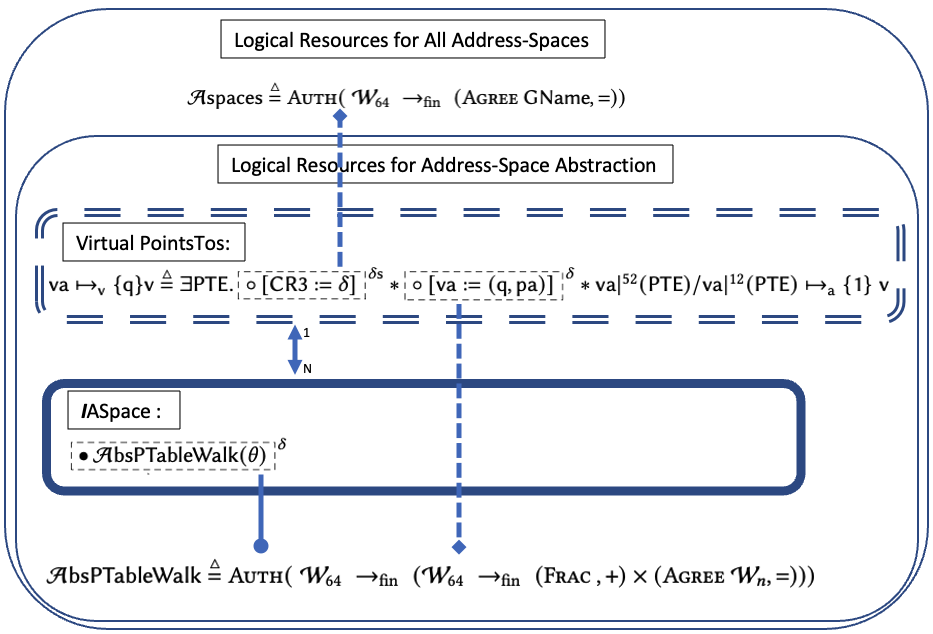 Logical Resources for All Address-Spaces
𝒜spaces ≜ AUTH( 𝒲₆₄ →fin (AGREE GName, =))
Logical Resources for Address-Space Abstraction
Virtual PointsTos:
va ↦ᵥ {q}v ≜ ∃PTE. ∘ [CR3 := δ] δs * ∘ [va := (q, pa)] δ * va|⁵²(PTE)/va|¹²(PTE) ↦ₐ {1} v
1
N
IASpace :
• 𝒜bsPTableWalk(θ) δ
𝒜bsPTableWalk ≜ AUTH( 𝒲₆₄ →fin (𝒲₆₄ →fin (FRAC , +) × (AGREE 𝒲ₙ, =)))